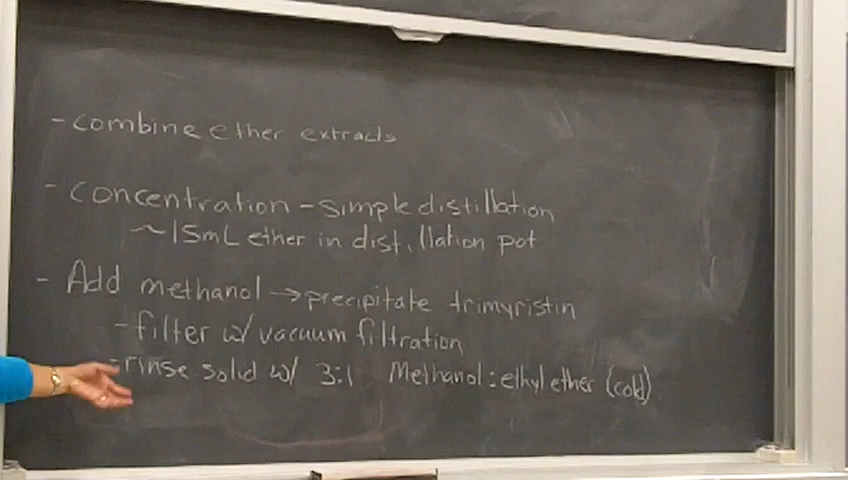 - combine ether extracts
- concentration - simple distillation
~15mL ether in distillation pot
- Add methanol → precipitate trimyristin
- filter w/ vacuum filtration
- rinse solid w/ 3:1 Methanol : ethyl ether (cold)